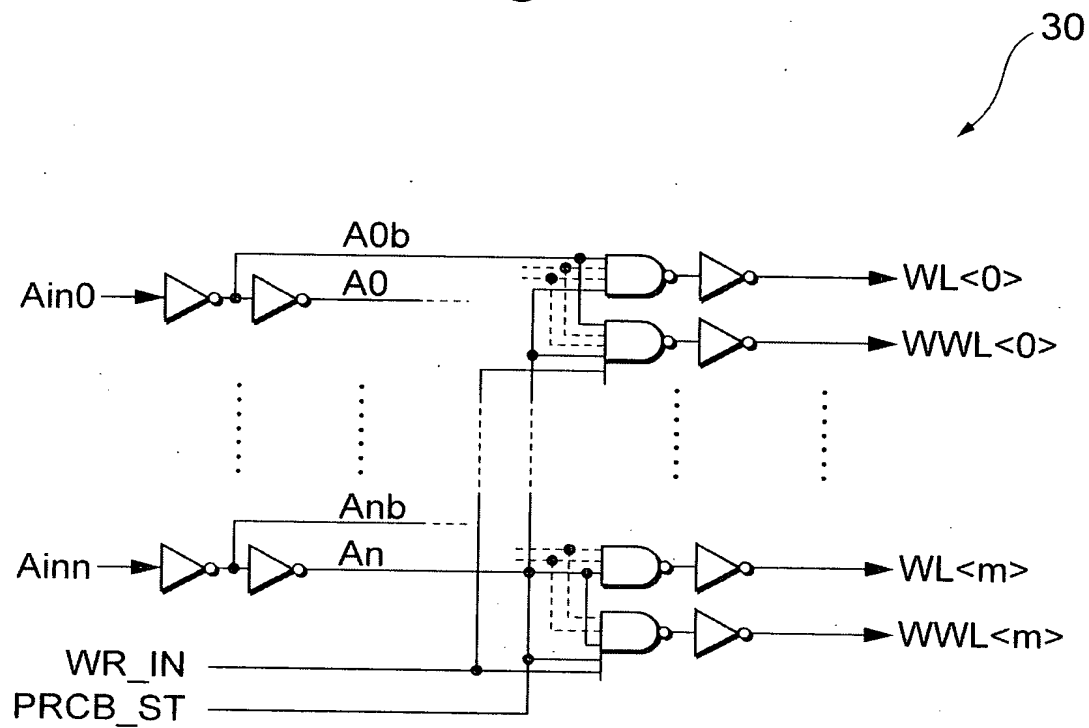 30
A0b
Ain0
A0
WL<0>
WWL<0>
Anb
Ainn
An
WL<m>
WWL<m>
WR_IN
PRCB_ST